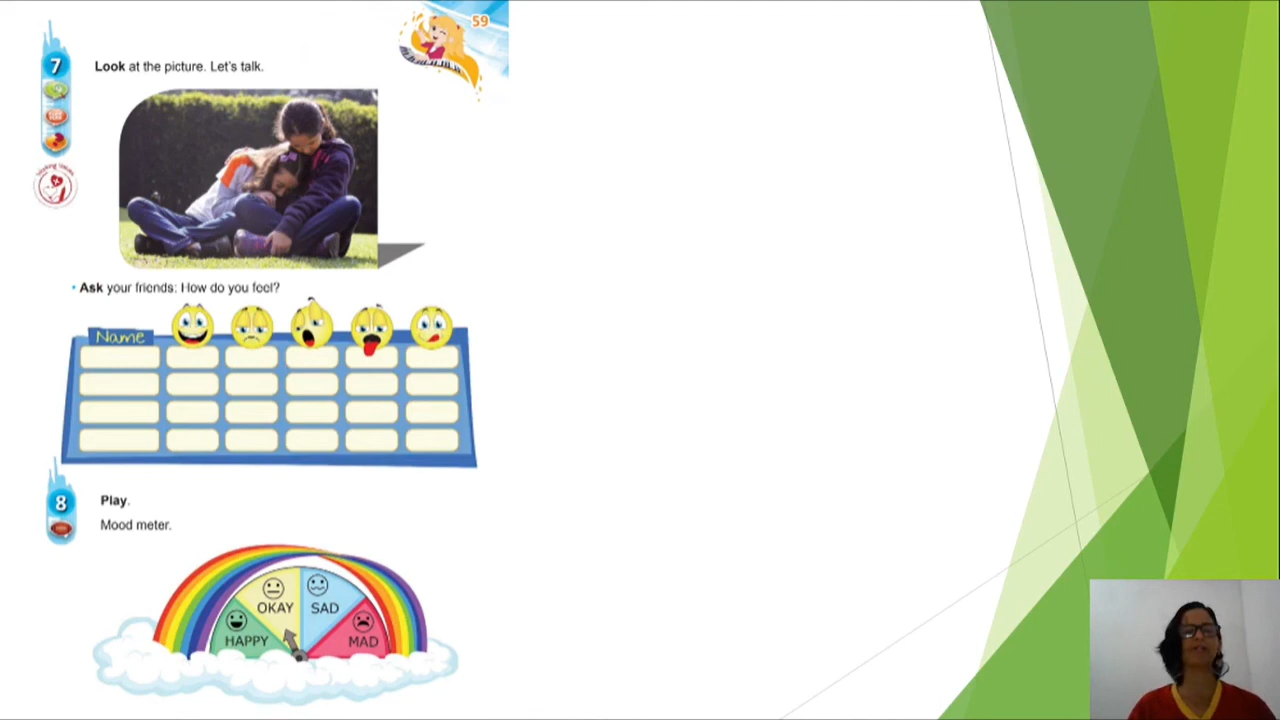 59
7
Look at the picture. Let's talk.
• Ask your friends: How do you feel?
Name
8
Play.
Mood meter.
OKAY SAD
HAPPY MAD